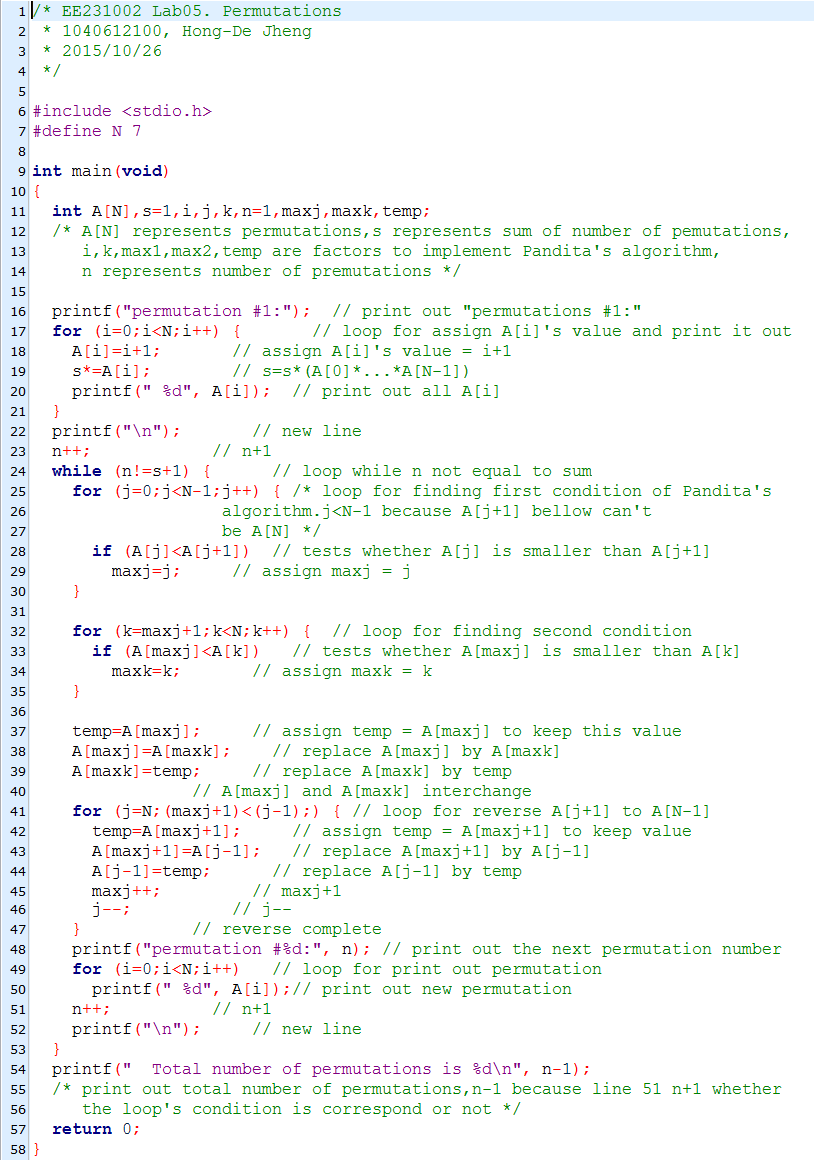 1 /* EE231002 Lab05. Permutations
2  * 1040612100, Hong-De Jheng
3  * 2015/10/26
4  */
5
6 #include <stdio.h>
7 #define N 7
8
9 int main(void)
10 {
11   int A[N],s=1,i,j,k,n=1,maxj,maxk,temp;
12   /* A[N] represents permutations,s represents sum of number of pemutations,
13      i,k,max1,max2,temp are factors to implement Pandita's algorithm,
14      n represents number of premutations */
15
16   printf("permutation #1:");  // print out "permutations #1:"
17   for (i=0;i<N;i++) {       // loop for assign A[i]'s value and print it out
18     A[i]=i+1;       // assign A[i]'s value = i+1
19     s*=A[i];        // s=s*(A[0]*...*A[N-1])
20     printf(" %d", A[i]);  // print out all A[i]
21   }
22   printf("\n");       // new line
23   n++;            // n+1
24   while (n!=s+1) {      // loop while n not equal to sum
25     for (j=0;j<N-1;j++) { /* loop for finding first condition of Pandita's
26                    algorithm.j<N-1 because A[j+1] bellow can't
27                    be A[N] */
28       if (A[j]<A[j+1])  // tests whether A[j] is smaller than A[j+1]
29         maxj=j;     // assign maxj = j
30     }
31
32     for (k=maxj+1;k<N;k++) {  // loop for finding second condition
33       if (A[maxj]<A[k])   // tests whether A[maxj] is smaller than A[k]
34         maxk=k;       // assign maxk = k
35     }
36
37     temp=A[maxj];     // assign temp = A[maxj] to keep this value
38     A[maxj]=A[maxk];    // replace A[maxj] by A[maxk]
39     A[maxk]=temp;     // replace A[maxk] by temp
40                 // A[maxj] and A[maxk] interchange
41     for (j=N;(maxj+1)<(j-1);) { // loop for reverse A[j+1] to A[N-1]
42       temp=A[maxj+1];     // assign temp = A[maxj+1] to keep value
43       A[maxj+1]=A[j-1];   // replace A[maxj+1] by A[j-1]
44       A[j-1]=temp;      // replace A[j-1] by temp
45       maxj++;         // maxj+1
46       j--;          // j--
47     }           // reverse complete
48     printf("permutation #%d:", n); // print out the next permutation number
49     for (i=0;i<N;i++)   // loop for print out permutation
50       printf(" %d", A[i]);// print out new permutation
51     n++;          // n+1
52     printf("\n");     // new line
53   }
54   printf("  Total number of permutations is %d\n", n-1);
55   /* print out total number of permutations,n-1 because line 51 n+1 whether
56      the loop's condition is correspond or not */
57   return 0;
58 }